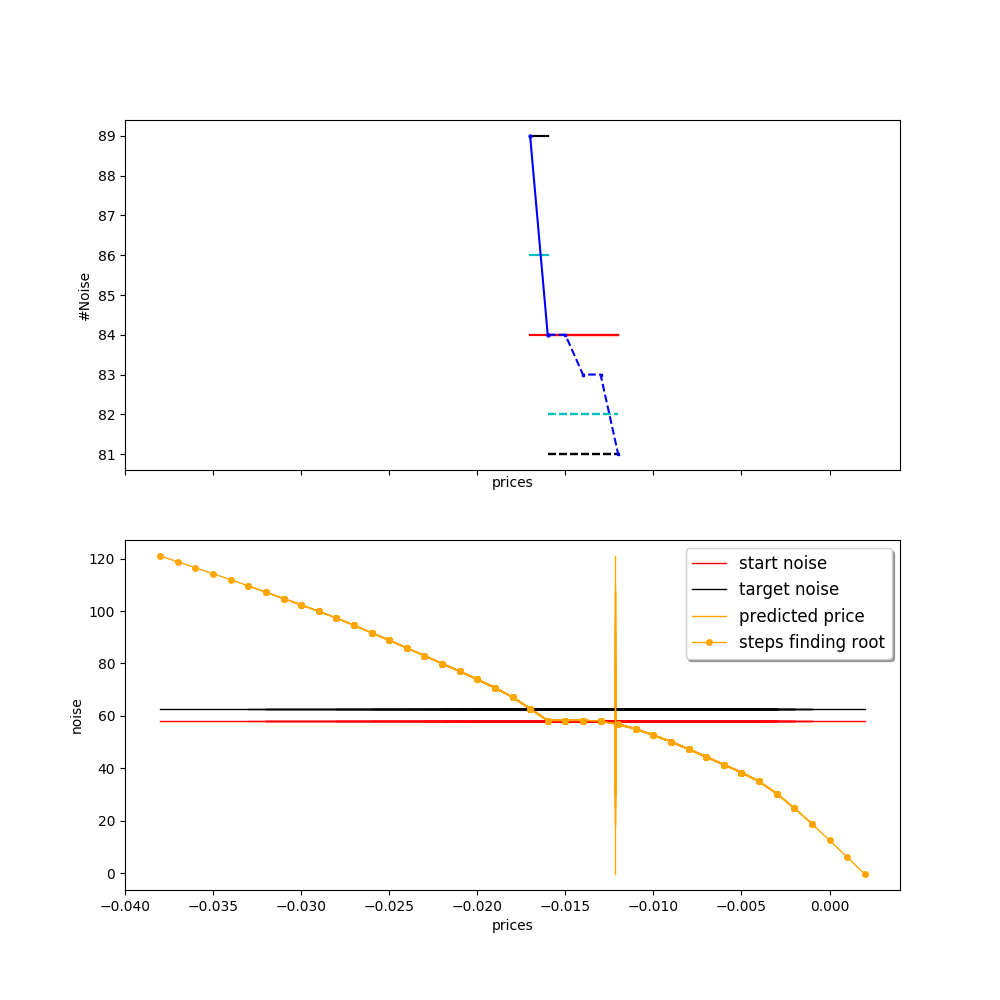 89
88
87
86
85
84
83
82
81
#Noise
prices
120
100
80
60
40
20
0
noise
start noise
target noise
predicted price
steps finding root
−0.040 −0.035 −0.030 −0.025 −0.020 −0.015 −0.010 −0.005 0.000
prices